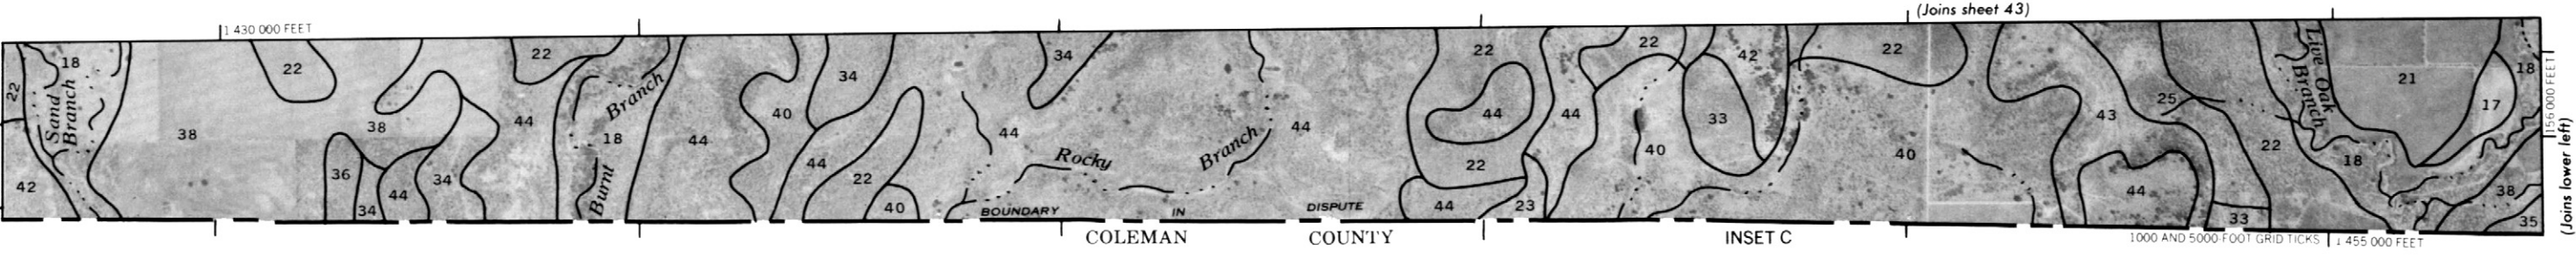 (Joins sheet 43)
1 430 000 FEET
22
18
Sand
Branch
42
38
22
38
36
34
44
34
22
44
Branch
18
Burnt
44
40
34
44
22
40
34
44
Rocky
Branch
44
BOUNDARY IN DISPUTE
22
44
22
44
23
44
22
42
33
40
22
40
43
25
44
33
22
Live Oak
Branch
18
21
17
18
38
35
156 000 FEET
(Joins lower left)
COLEMAN COUNTY
INSET C
1000 AND 5000-FOOT GRID TICKS
1 455 000 FEET